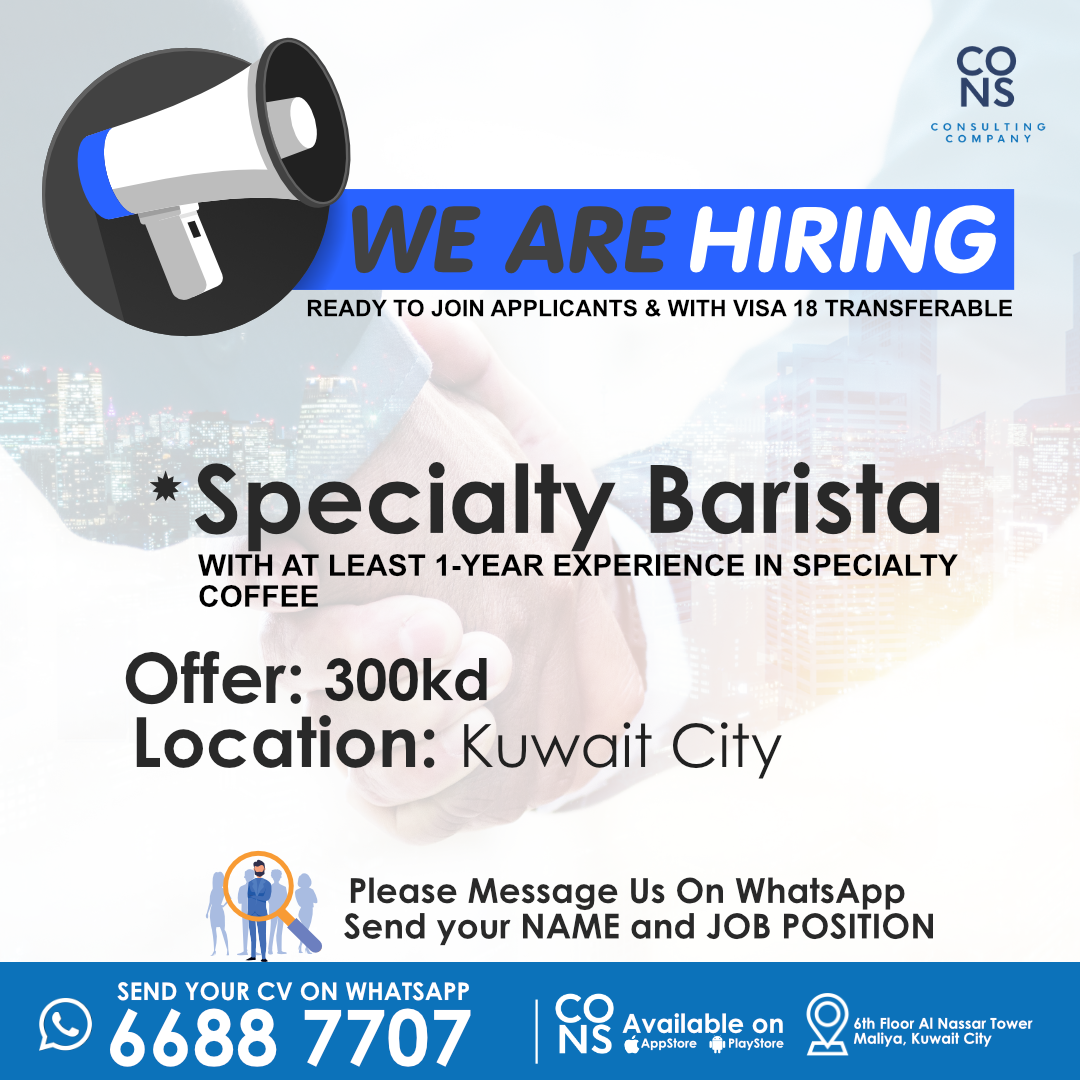 CO
NS
CONSULTING
COMPANY
WE ARE HIRING
READY TO JOIN APPLICANTS & WITH VISA 18 TRANSFERABLE
Specialty Barista
WITH AT LEAST 1-YEAR EXPERIENCE IN SPECIALTY
COFFEE
Offer: 300kd
Location: Kuwait City
Please Message Us On WhatsApp
Send your NAME and JOB POSITION
SEND YOUR CV ON WHATSAPP
6688 7707
CO
NS
Available on
AppStore PlayStore
6th Floor Al Nassar Tower
Maliya, Kuwait City